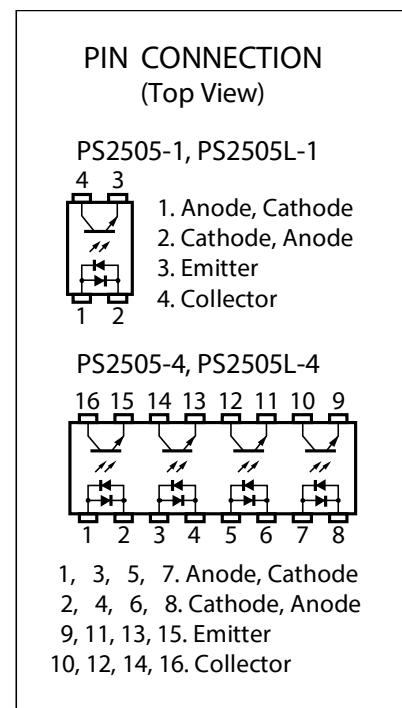 PIN CONNECTION
(Top View)
PS2505-1, PS2505L-1
4 3
1. Anode, Cathode
2. Cathode, Anode
3. Emitter
4. Collector
1 2
PS2505-4, PS2505L-4
16 15 14 13 12 11 10 9
1 2 3 4 5 6 7 8
1, 3, 5, 7. Anode, Cathode
2, 4, 6, 8. Cathode, Anode
9, 11, 13, 15. Emitter
10, 12, 14, 16. Collector